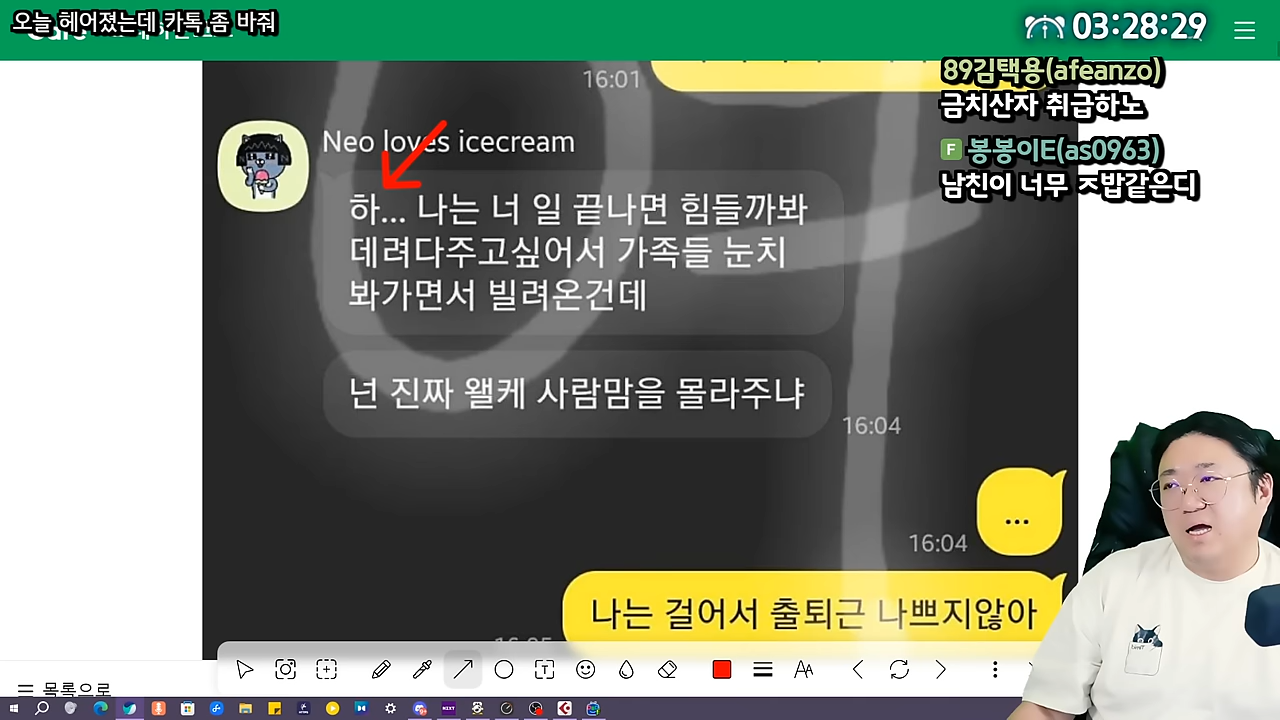 오늘 헤어졌는데 카톡 좀 바줘
03:28:29
89김택용(afeanzo)
금치산자 취급하노
F 봉봉이E(as0963)
남친이 너무 ㅈ밥같은디
16:01
Neo loves icecream
하... 나는 너 일 끝나면 힘들까봐
데려다주고싶어서 가족들 눈치
봐가면서 빌려온건데
넌 진짜 왤케 사람맘을 몰라주냐
16:04
...
16:04
나는 걸어서 출퇴근 나쁘지않아
목록으로